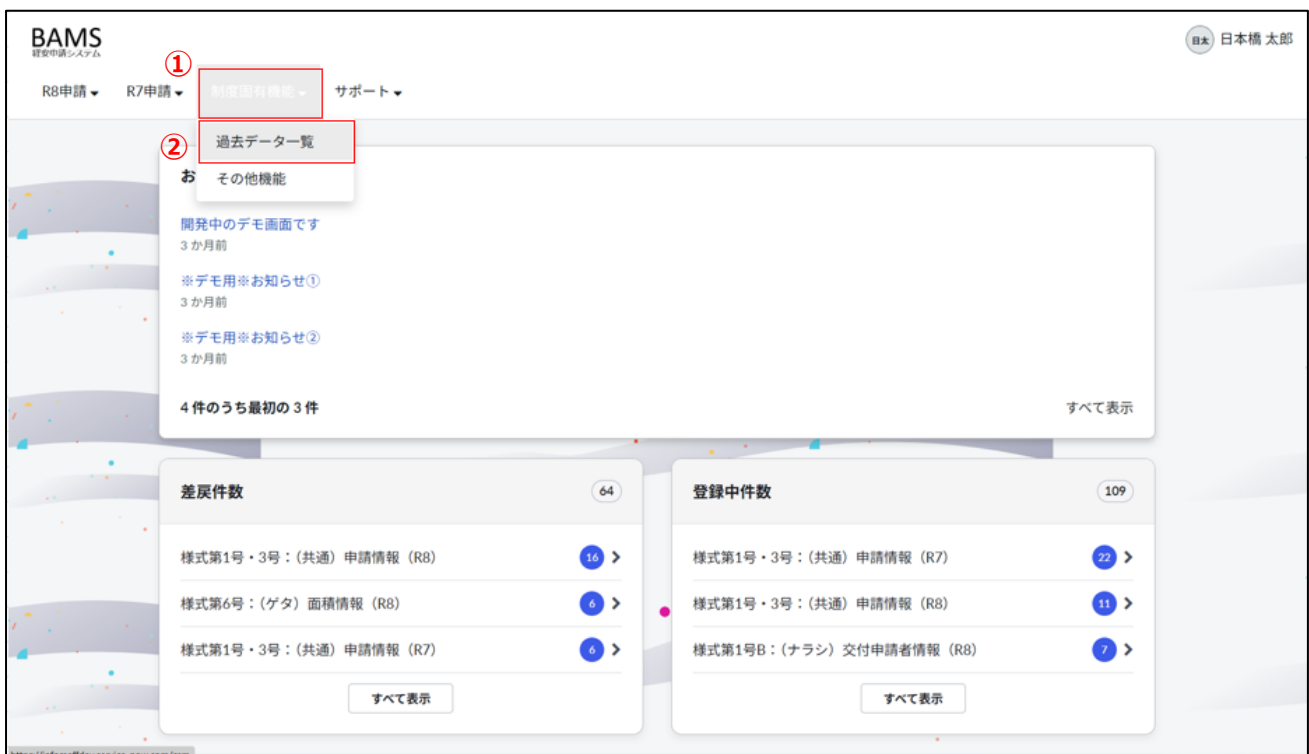 BAMS
経安申請システム
日太 日本橋 太郎
①
R8申請 R7申請 制度固有機能 サポート
② 過去データ一覧
お
その他機能
開発中のデモ画面です
3 か月前
※デモ用※お知らせ①
3 か月前
※デモ用※お知らせ②
3 か月前
4 件のうち最初の 3 件 すべて表示
差戻件数 64
様式第1号・3号：（共通）申請情報（R8） 16
様式第6号：（ゲタ）面積情報（R8） 6
様式第1号・3号：（共通）申請情報（R7） 6
すべて表示
登録中件数 109
様式第1号・3号：（共通）申請情報（R7） 22
様式第1号・3号：（共通）申請情報（R8） 11
様式第1号B：（ナラシ）交付申請者情報（R8） 7
すべて表示